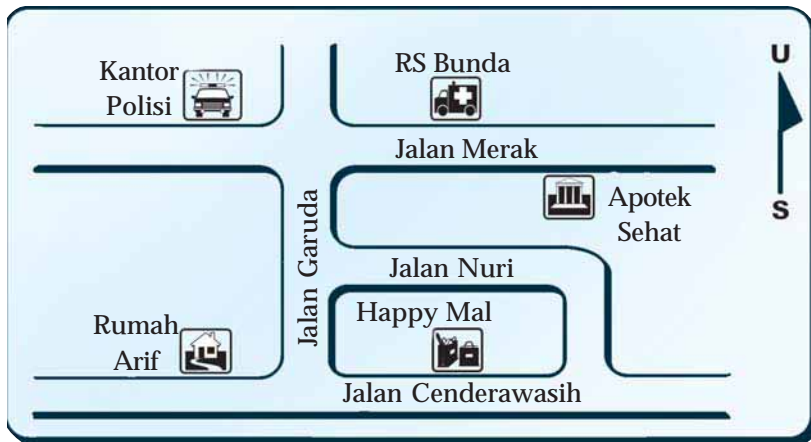 Kantor
Polisi
RS Bunda
U
Jalan Merak
Apotek
Sehat
S
Jalan Garuda
Jalan Nuri
Rumah
Arif
Happy Mal
Jalan Cenderawasih